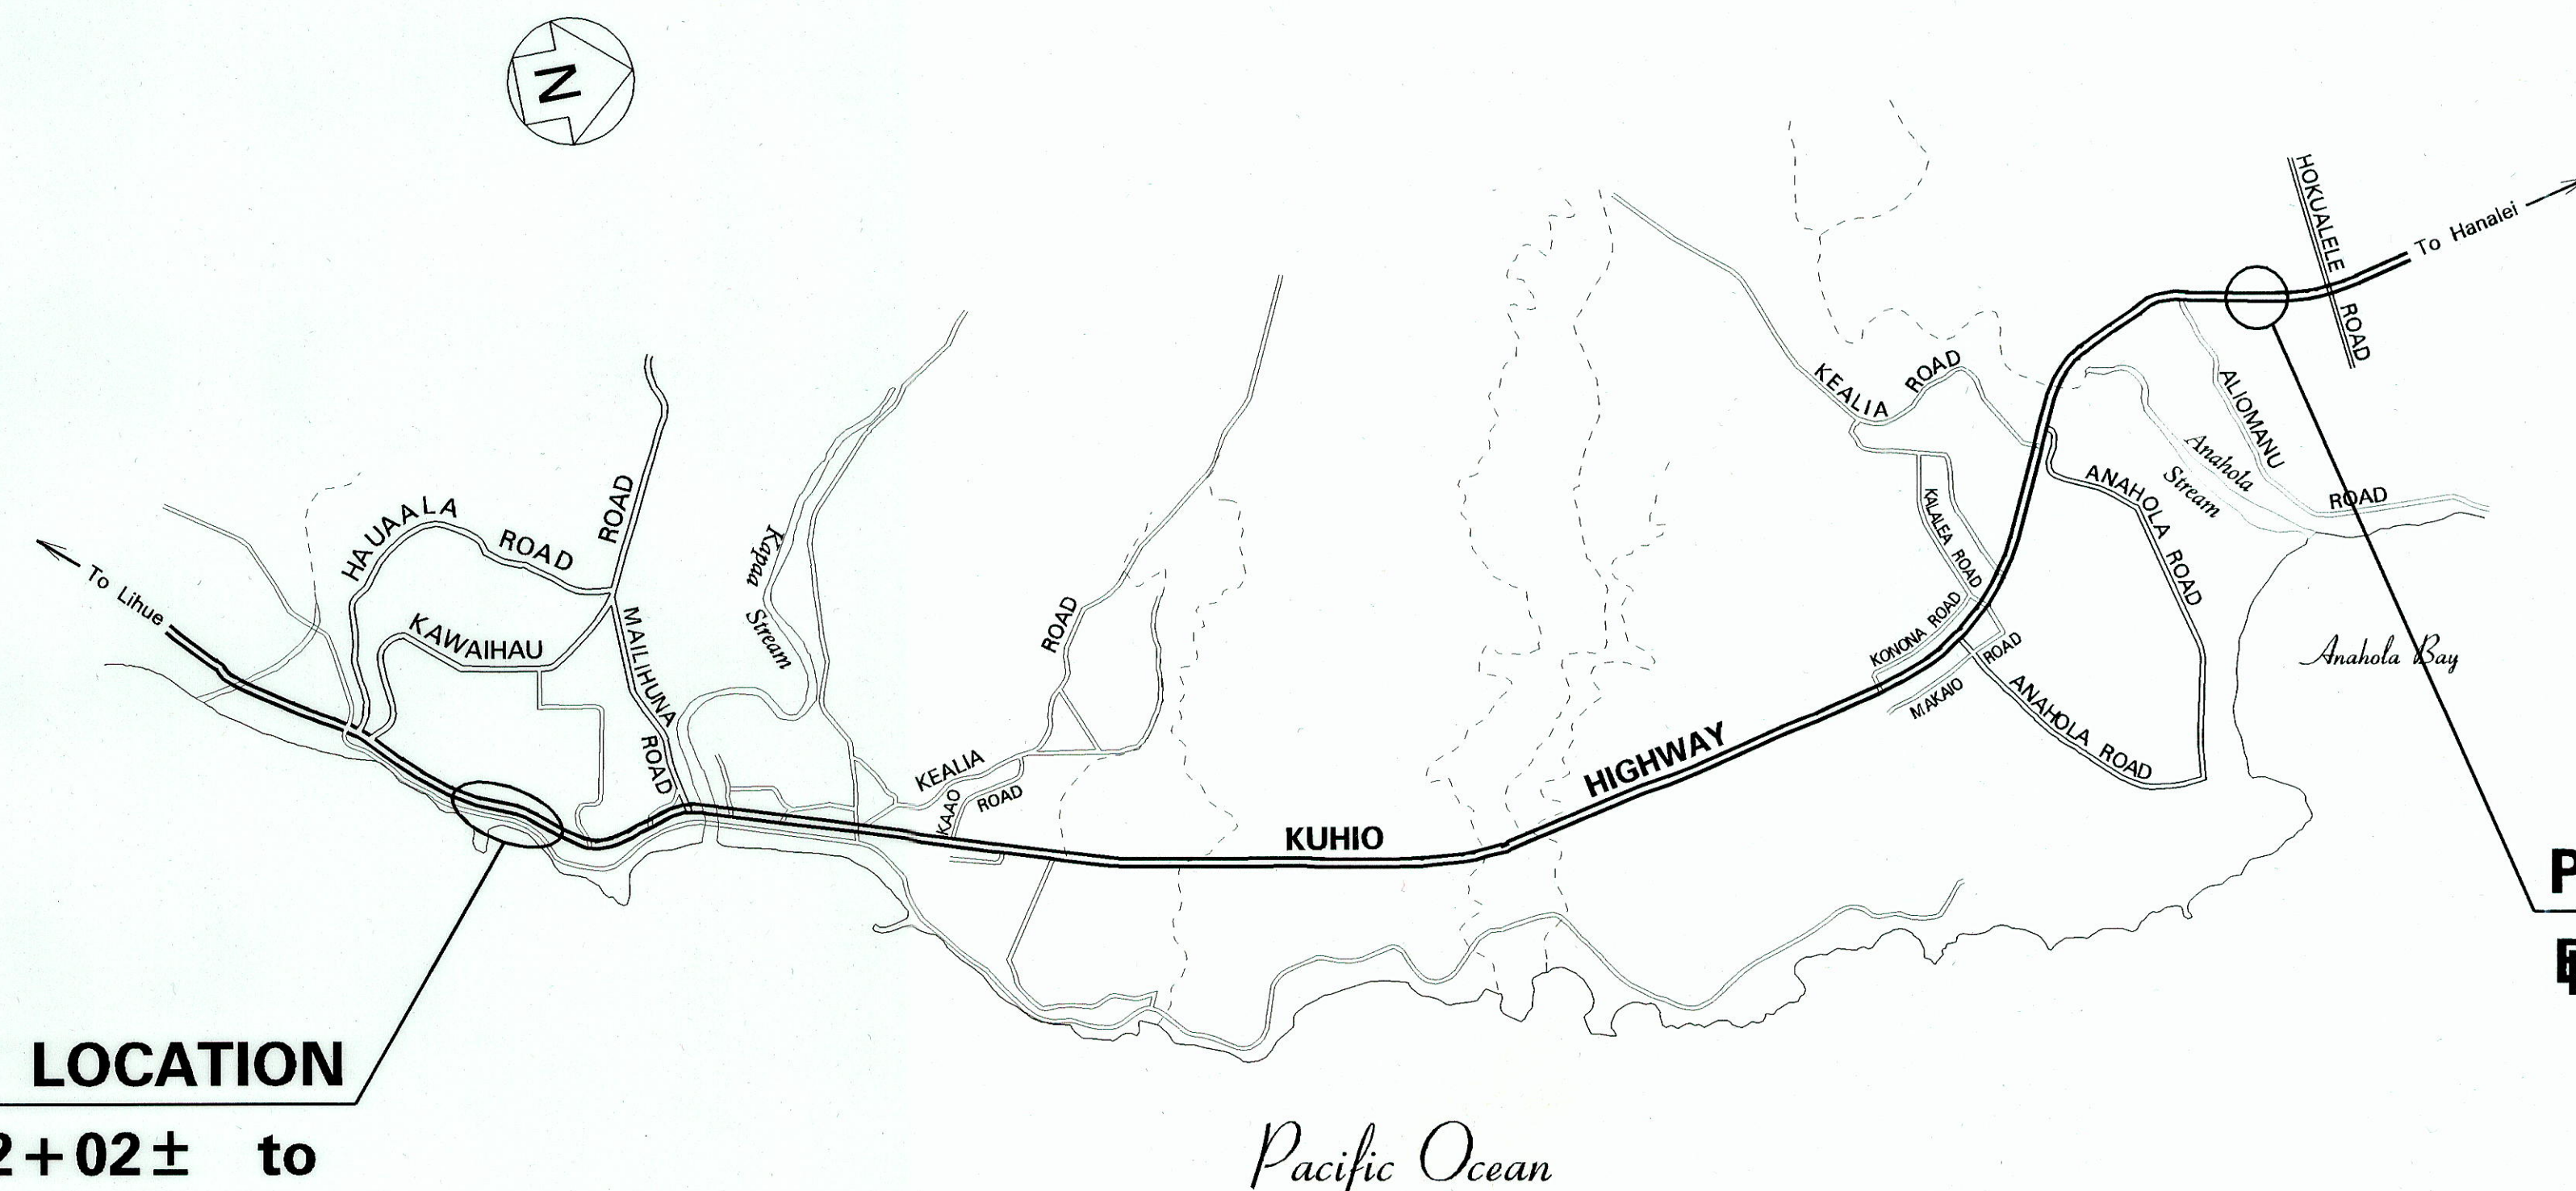 N
HOKUALELE ROAD
To Hanalei
KEALIA ROAD
ALIOMANU ROAD
Anahola
Stream
ANAHOLA ROAD
HAUAALA ROAD
ROAD
KAWAIHAU
To Lihue
MAILIHUNA
ROAD
Kapaa
Stream
ROAD
KALALEA ROAD
KONONA ROAD
MAKAIO ROAD
Anahola Bay
ANAHOLA ROAD
KEALIA
KAAO ROAD
HIGHWAY
KUHIO
LOCATION
2+02± to
Pacific Ocean
P